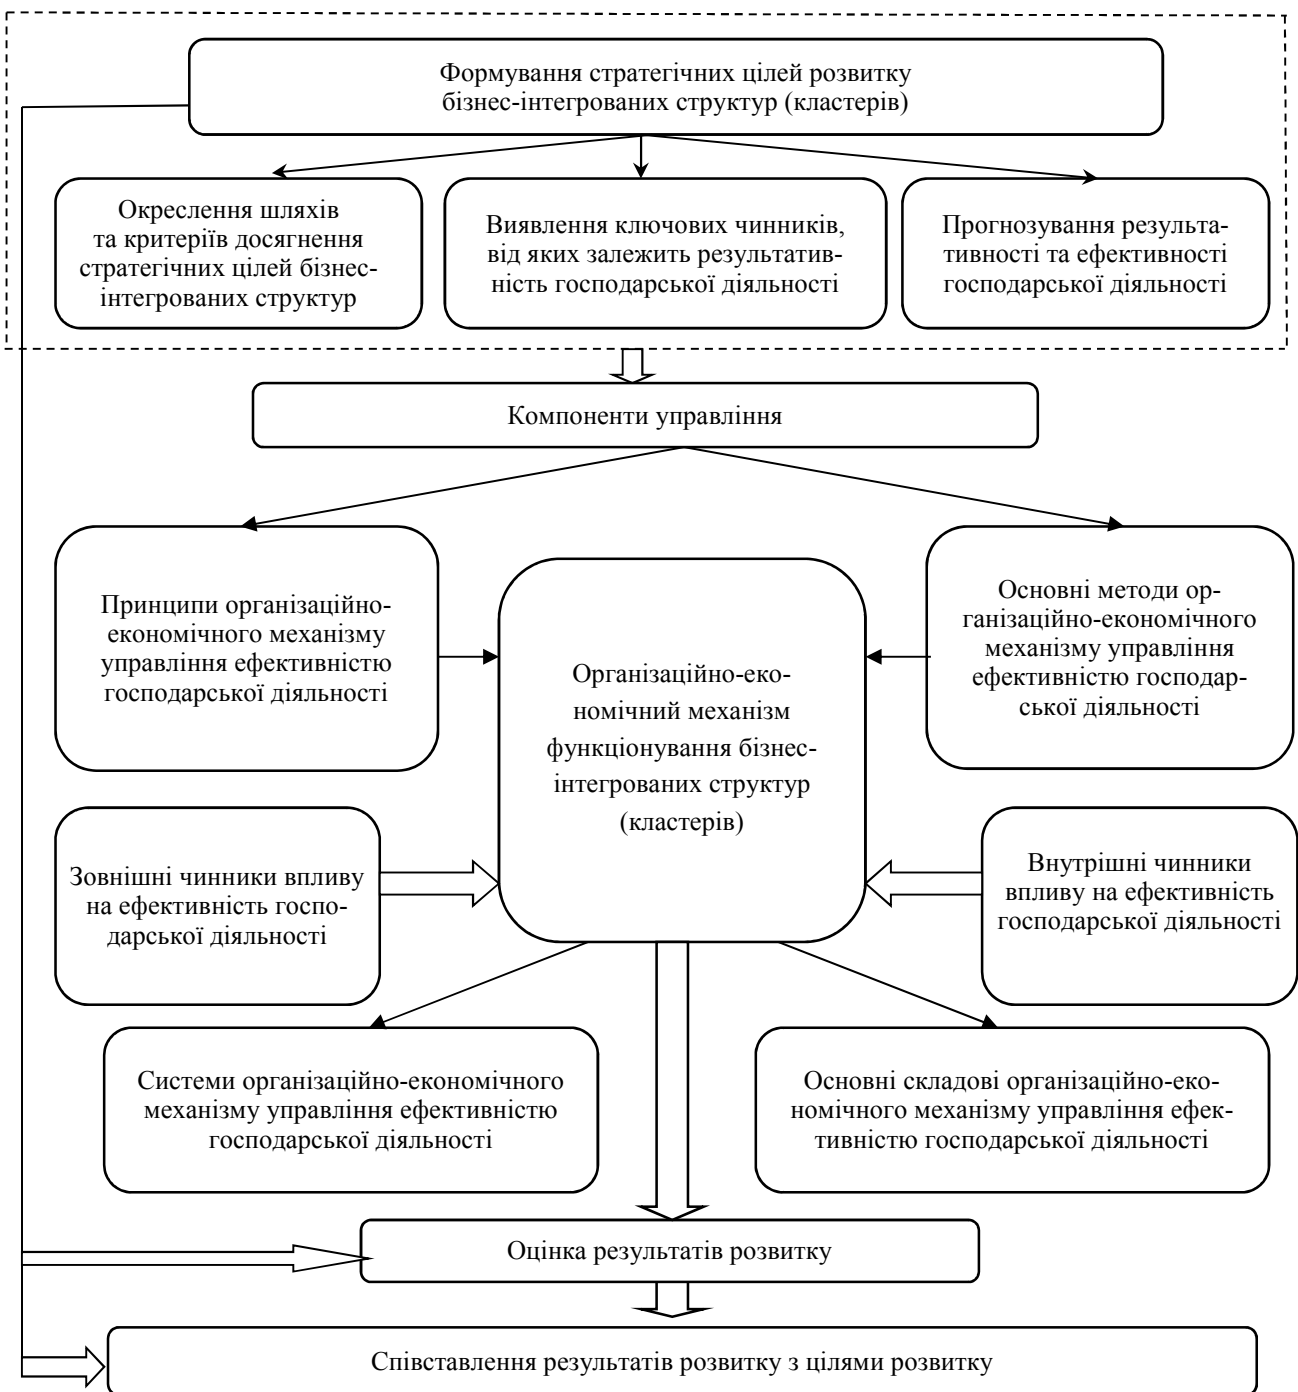 Формування стратегічних цілей розвитку
бізнес-інтегрованих структур (кластерів)
Окреслення шляхів
та критеріїв досягнення
стратегічних цілей бізнес-
інтегрованих структур
Виявлення ключових чинників,
від яких залежить результатив-
ність господарської діяльності
Прогнозування результа-
тивності та ефективності
господарської діяльності
Компоненти управління
Принципи організаційно-
економічного механізму
управління ефективністю
господарської діяльності
Організаційно-еко-
номічний механізм
функціонування бізнес-
інтегрованих структур
(кластерів)
Основні методи ор-
ганізаційно-економічного
механізму управління
ефективністю господар-
ської діяльності
Зовнішні чинники впливу
на ефективність госпо-
дарської діяльності
Внутрішні чинники
впливу на ефективність
господарської діяльності
Системи організаційно-економічного
механізму управління ефективністю
господарської діяльності
Основні складові організаційно-еко-
номічного механізму управління ефек-
тивністю господарської діяльності
Оцінка результатів розвитку
Співставлення результатів розвитку з цілями розвитку